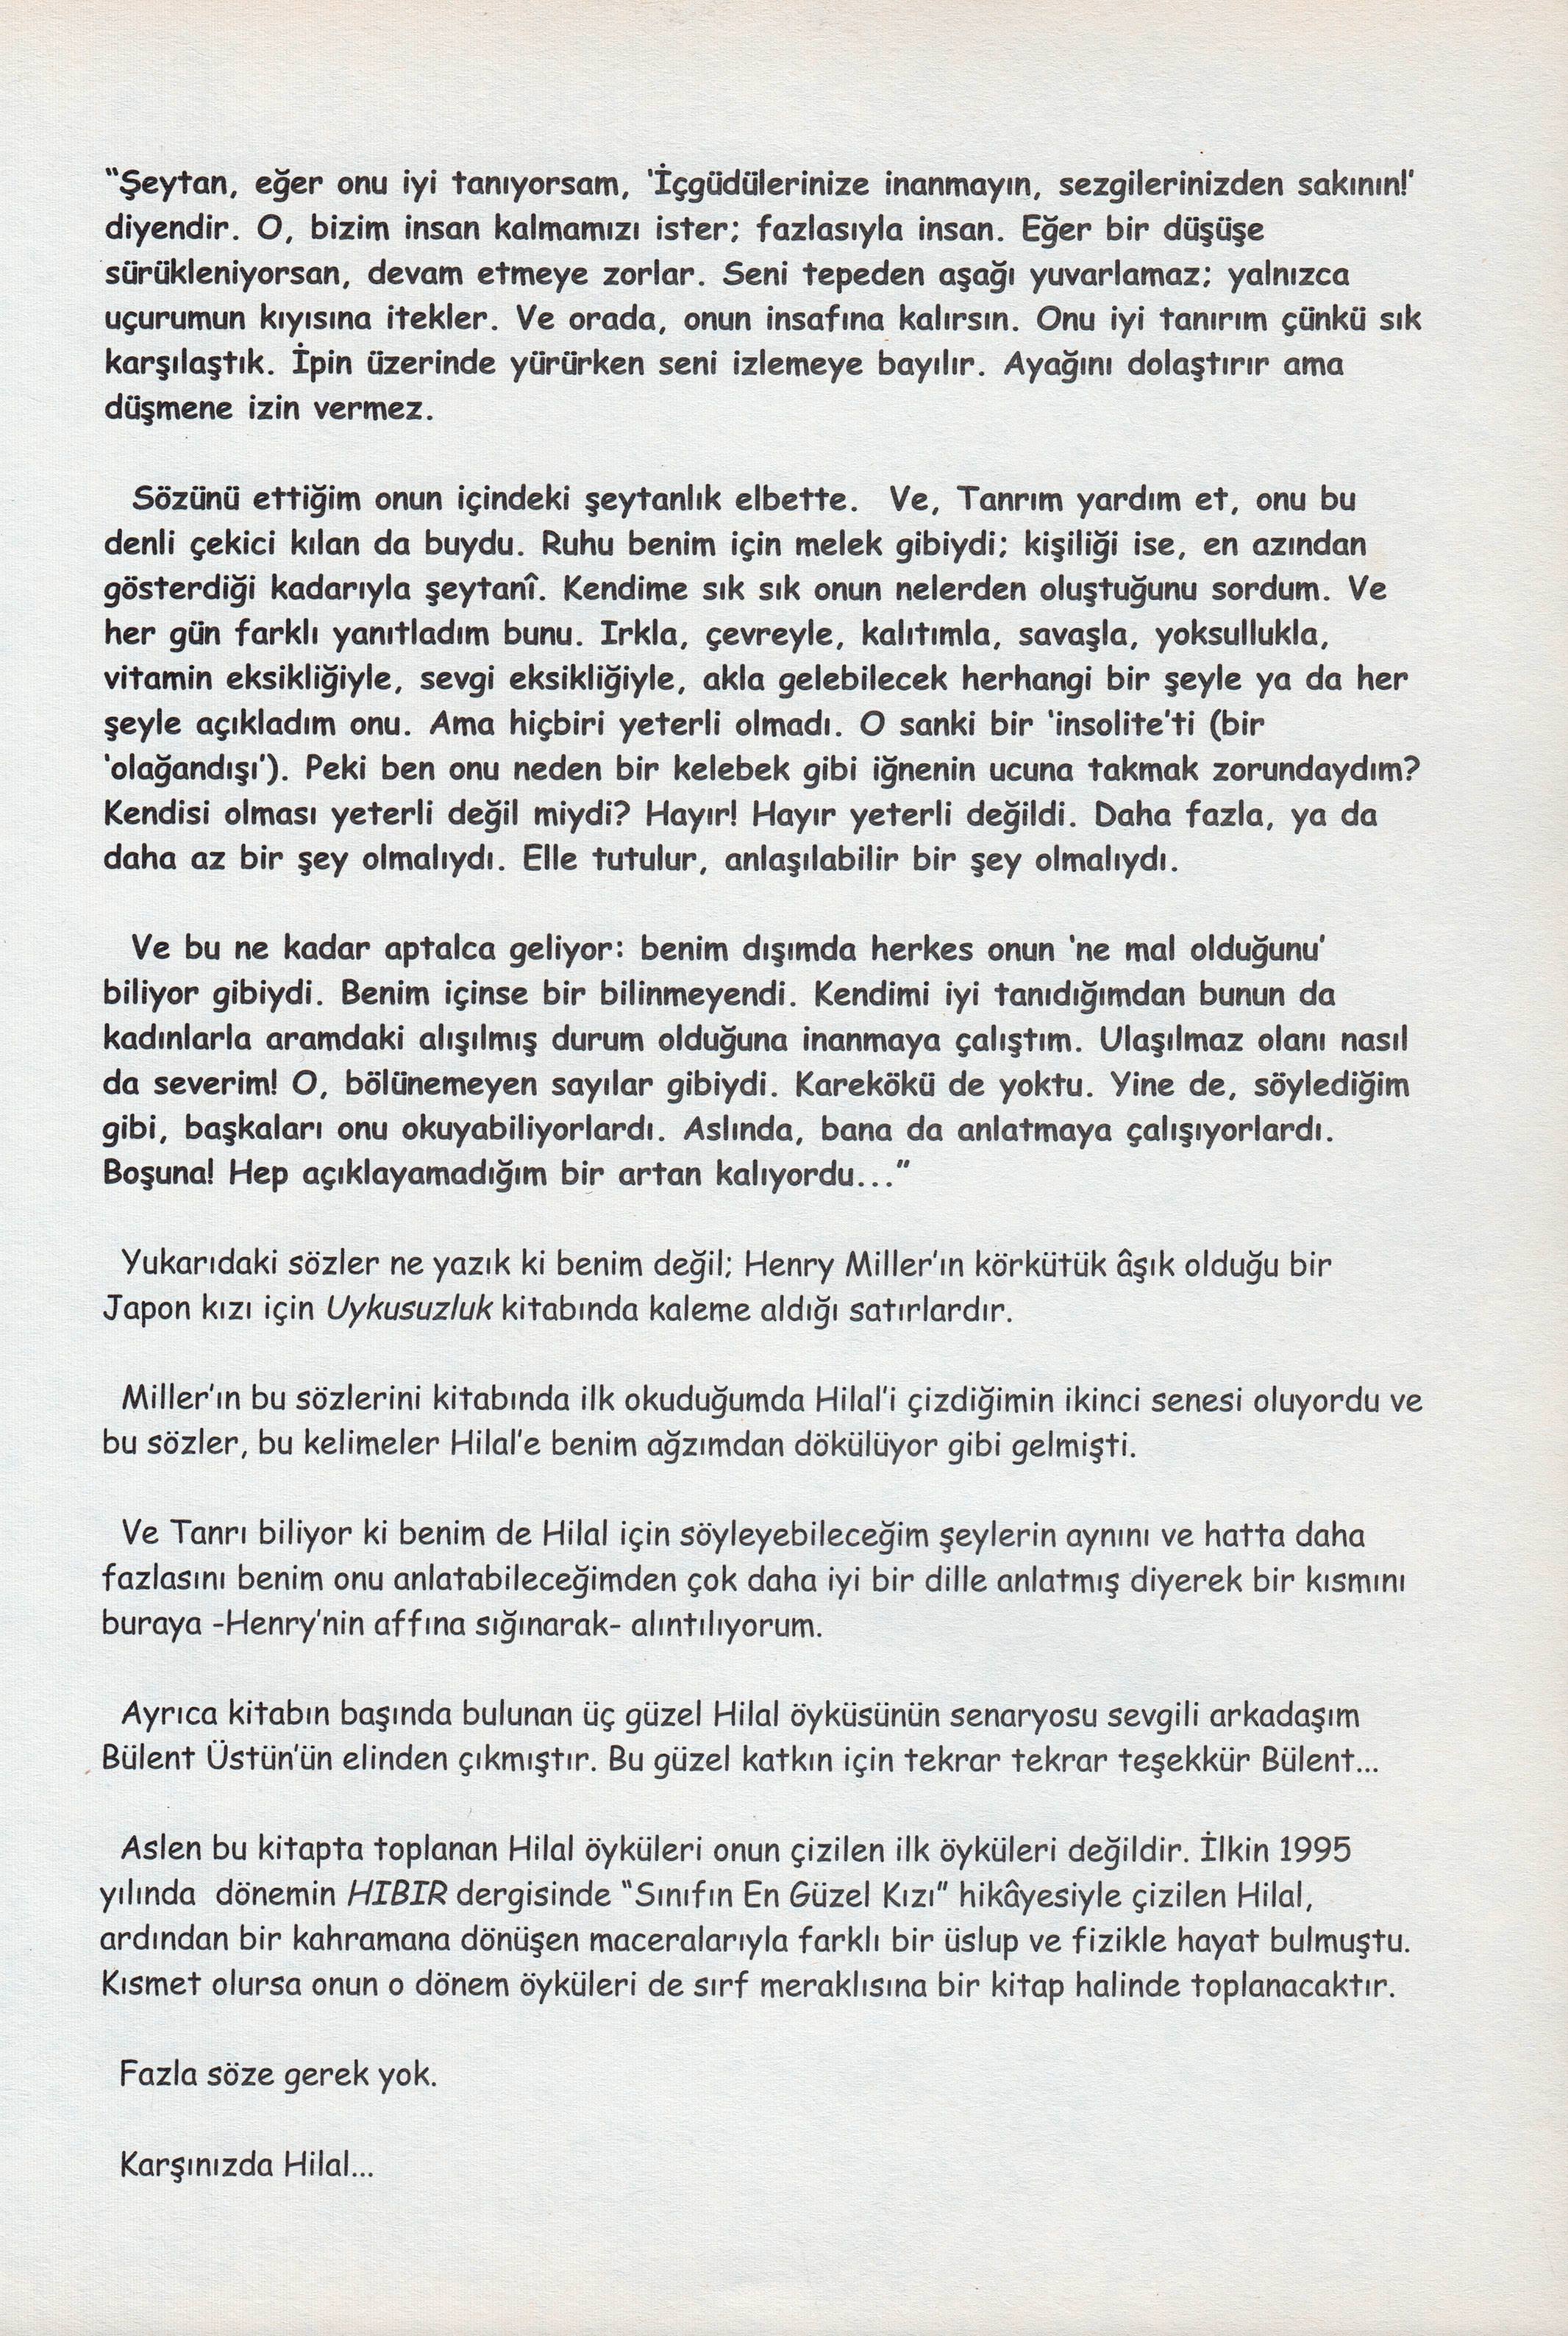 “Şeytan, eğer onu iyi tanıyorsam, ‘İçgüdülerinize inanmayın, sezgilerinizden sakının!’
diyendir. O, bizim insan kalmamızı ister; fazlasıyla insan. Eğer bir düşüşe
sürükleniyorsan, devam etmeye zorlar. Seni tepeden aşağı yuvarlamaz; yalnızca
uçurumun kıyısına itekler. Ve orada, onun insafına kalırsın. Onu iyi tanırım çünkü sık
karşılaştık. İpin üzerinde yürürken seni izlemeye bayılır. Ayağını dolaştırır ama
düşmene izin vermez.
Sözünü ettiğim onun içindeki şeytanlık elbette. Ve, Tanrım yardım et, onu bu
denli çekici kılan da buydu. Ruhu benim için melek gibiydi; kişiliği ise, en azından
gösterdiği kadarıyla şeytanî. Kendime sık sık onun nelerden oluştuğunu sordum. Ve
her gün farklı yanıtladım bunu. Irkla, çevreyle, kalıtımla, savaşla, yoksullukla,
vitamin eksikliğiyle, sevgi eksikliğiyle, akla gelebilecek herhangi bir şeyle ya da her
şeyle açıkladım onu. Ama hiçbiri yeterli olmadı. O sanki bir ‘insolite’ti (bir
‘olağandışı’). Peki ben onu neden bir kelebek gibi iğnenin ucuna takmak zorundaydım?
Kendisi olması yeterli değil miydi? Hayır! Hayır yeterli değildi. Daha fazla, ya da
daha az bir şey olmalıydı. Elle tutulur, anlaşılabilir bir şey olmalıydı.
Ve bu ne kadar aptalca geliyor: benim dışımda herkes onun ‘ne mal olduğunu’
biliyor gibiydi. Benim içinse bir bilinmeyendi. Kendimi iyi tanıdığımdan bunun da
kadınlarla aramdaki alışılmış durum olduğuna inanmaya çalıştım. Ulaşılmaz olanı nasıl
da severim! O, bölünemeyen sayılar gibiydi. Karekökü de yoktu. Yine de, söylediğim
gibi, başkaları onu okuyabiliyorlardı. Aslında, bana da anlatmaya çalışıyorlardı.
Boşuna! Hep açıklayamadığım bir artan kalıyordu...”
Yukarıdaki sözler ne yazık ki benim değil; Henry Miller’ın körkütük âşık olduğu bir
Japon kızı için Uykusuzluk kitabında kaleme aldığı satırlardır.
Miller’ın bu sözlerini kitabında ilk okuduğumda Hilal’i çizdiğimin ikinci senesi oluyordu ve
bu sözler, bu kelimeler Hilal’e benim ağzımdan dökülüyor gibi gelmişti.
Ve Tanrı biliyor ki benim de Hilal için söyleyebileceğim şeylerin aynını ve hatta daha
fazlasını benim onu anlatabileceğimden çok daha iyi bir dille anlatmış diyerek bir kısmını
buraya -Henry’nin affına sığınarak- alıntılıyorum.
Ayrıca kitabın başında bulunan üç güzel Hilal öyküsünün senaryosu sevgili arkadaşım
Bülent Üstün’ün elinden çıkmıştır. Bu güzel katkın için tekrar tekrar teşekkür Bülent...
Aslen bu kitapta toplanan Hilal öyküleri onun çizilen ilk öyküleri değildir. İlkin 1995
yılında dönemin HIBIR dergisinde “Sınıfın En Güzel Kızı” hikâyesiyle çizilen Hilal,
ardından bir kahramana dönüşen maceralarıyla farklı bir üslup ve fizikle hayat bulmuştu.
Kısmet olursa onun o dönem öyküleri de sırf meraklısına bir kitap halinde toplanacaktır.
Fazla söze gerek yok.
Karşınızda Hilal...